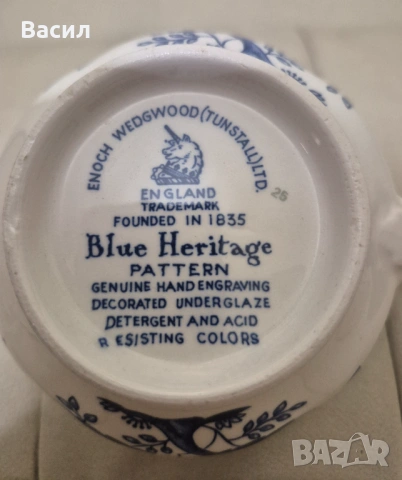 Васил
ENOCH WEDGWOOD (TUNSTALL) LTD.
ENGLAND
25
TRADEMARK
FOUNDED IN 1835
Blue Heritage
PATTERN
GENUINE HAND ENGRAVING
DECORATED UNDERGLAZE
DETERGENT AND ACID
RESISTING COLORS
BAZAR